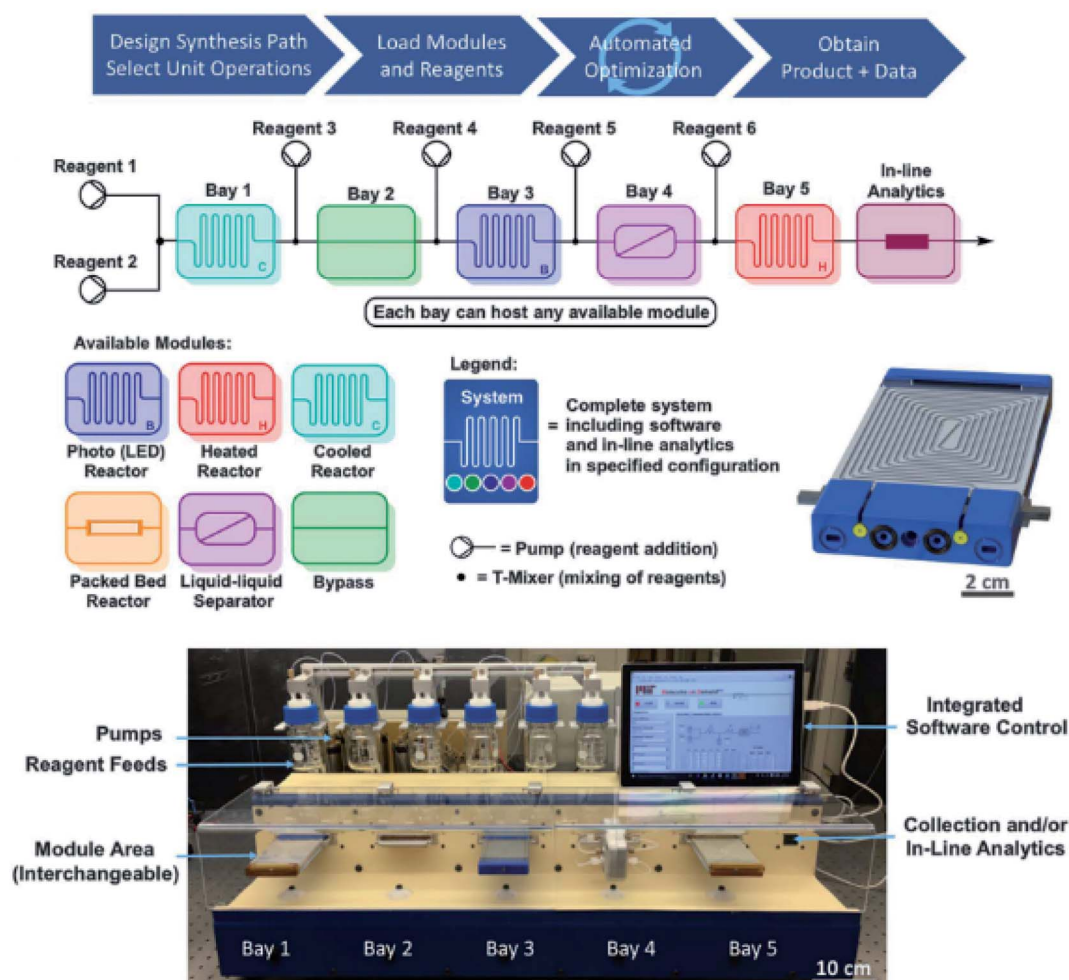 Design Synthesis Path
Select Unit Operations
Load Modules
and Reagents
Automated
Optimization
Obtain
Product + Data
Reagent 1
Reagent 2
Reagent 3
Reagent 4
Reagent 5
Reagent 6
Bay 1
Bay 2
Bay 3
Bay 4
Bay 5
In-line
Analytics
C
B
H
Each bay can host any available module
Available Modules:
B
H
C
Photo (LED)
Reactor
Heated
Reactor
Cooled
Reactor
Packed Bed
Reactor
Liquid-liquid
Separator
Bypass
Legend:
System
= Complete system
including software
and in-line analytics
in specified configuration
= Pump (reagent addition)
= T-Mixer (mixing of reagents)
2 cm
Pumps
Reagent Feeds
Module Area
(Interchangeable)
Integrated
Software Control
Collection and/or
In-Line Analytics
Bay 1
Bay 2
Bay 3
Bay 4
Bay 5
10 cm